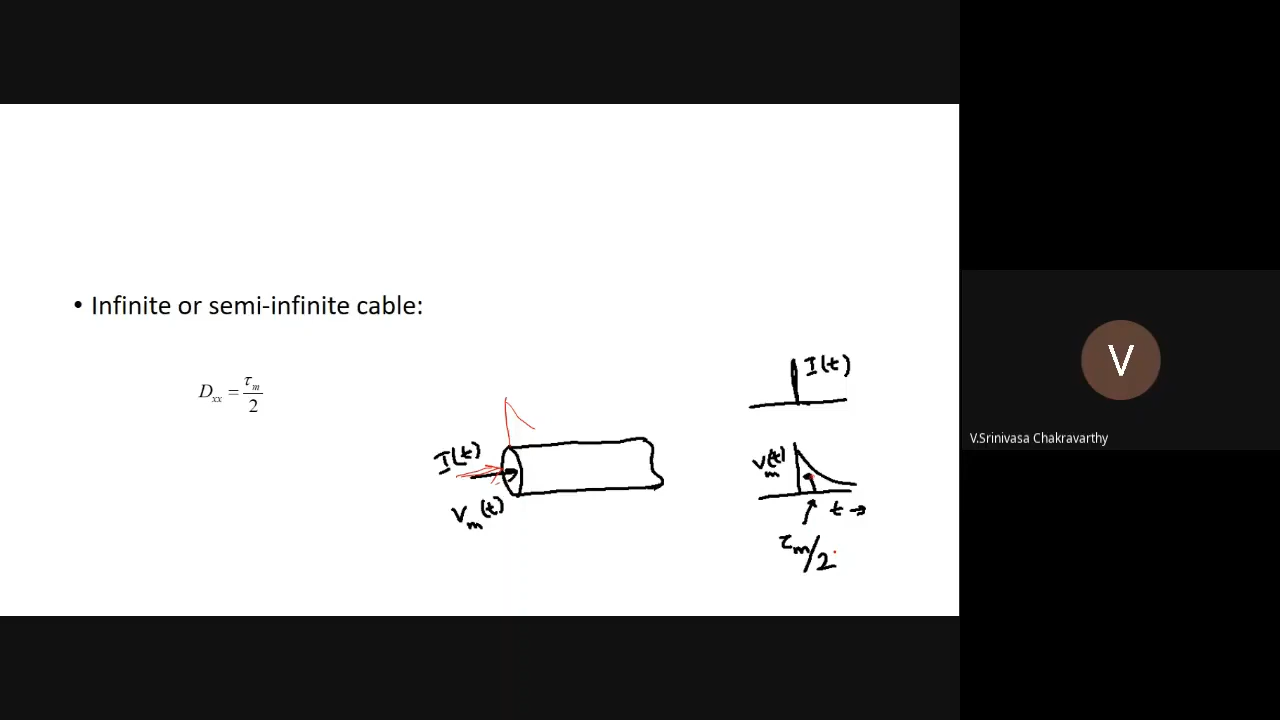 • Infinite or semi-infinite cable:
D_xx = τ_m / 2
I(t)
V_m(t)
I(t)
V_m(t)
t →
τ_m/2
V
V.Srinivasa Chakravarthy